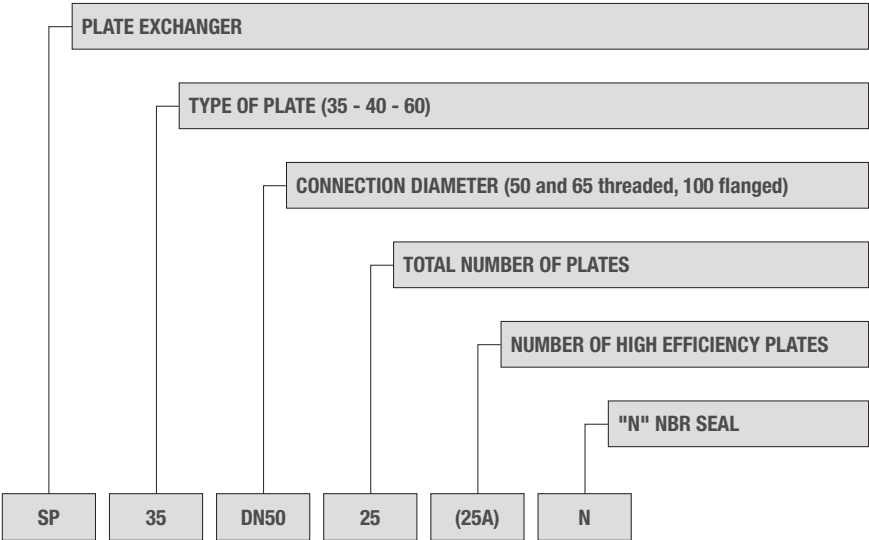 PLATE EXCHANGER
TYPE OF PLATE (35 - 40 - 60)
CONNECTION DIAMETER (50 and 65 threaded, 100 flanged)
TOTAL NUMBER OF PLATES
NUMBER OF HIGH EFFICIENCY PLATES
"N" NBR SEAL
SP 35 DN50 25 (25A) N